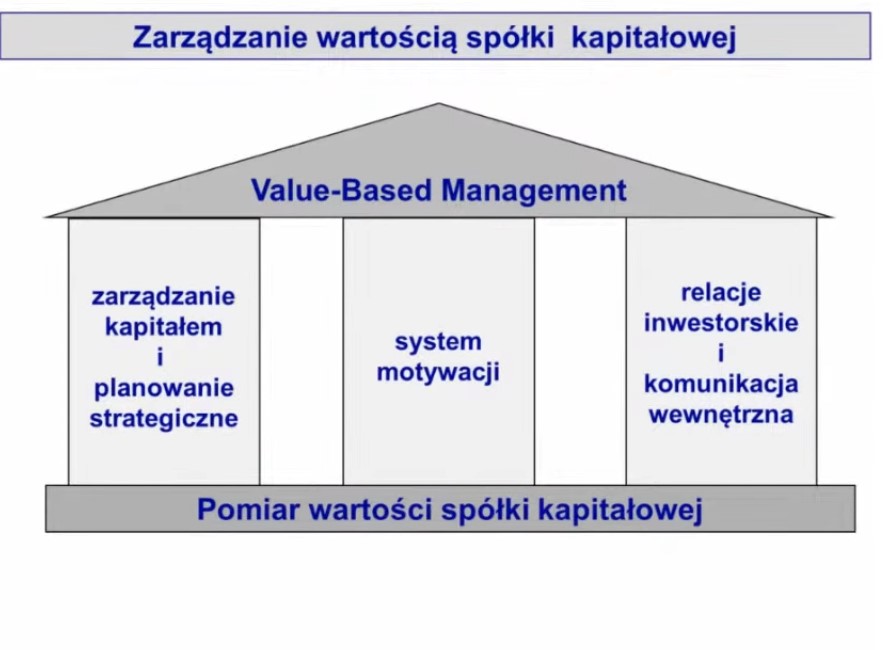 Zarządzanie wartością spółki kapitałowej
Value-Based Management
zarządzanie
kapitałem
i
planowanie
strategiczne
system
motywacji
relacje
inwestorskie
i
komunikacja
wewnętrzna
Pomiar wartości spółki kapitałowej